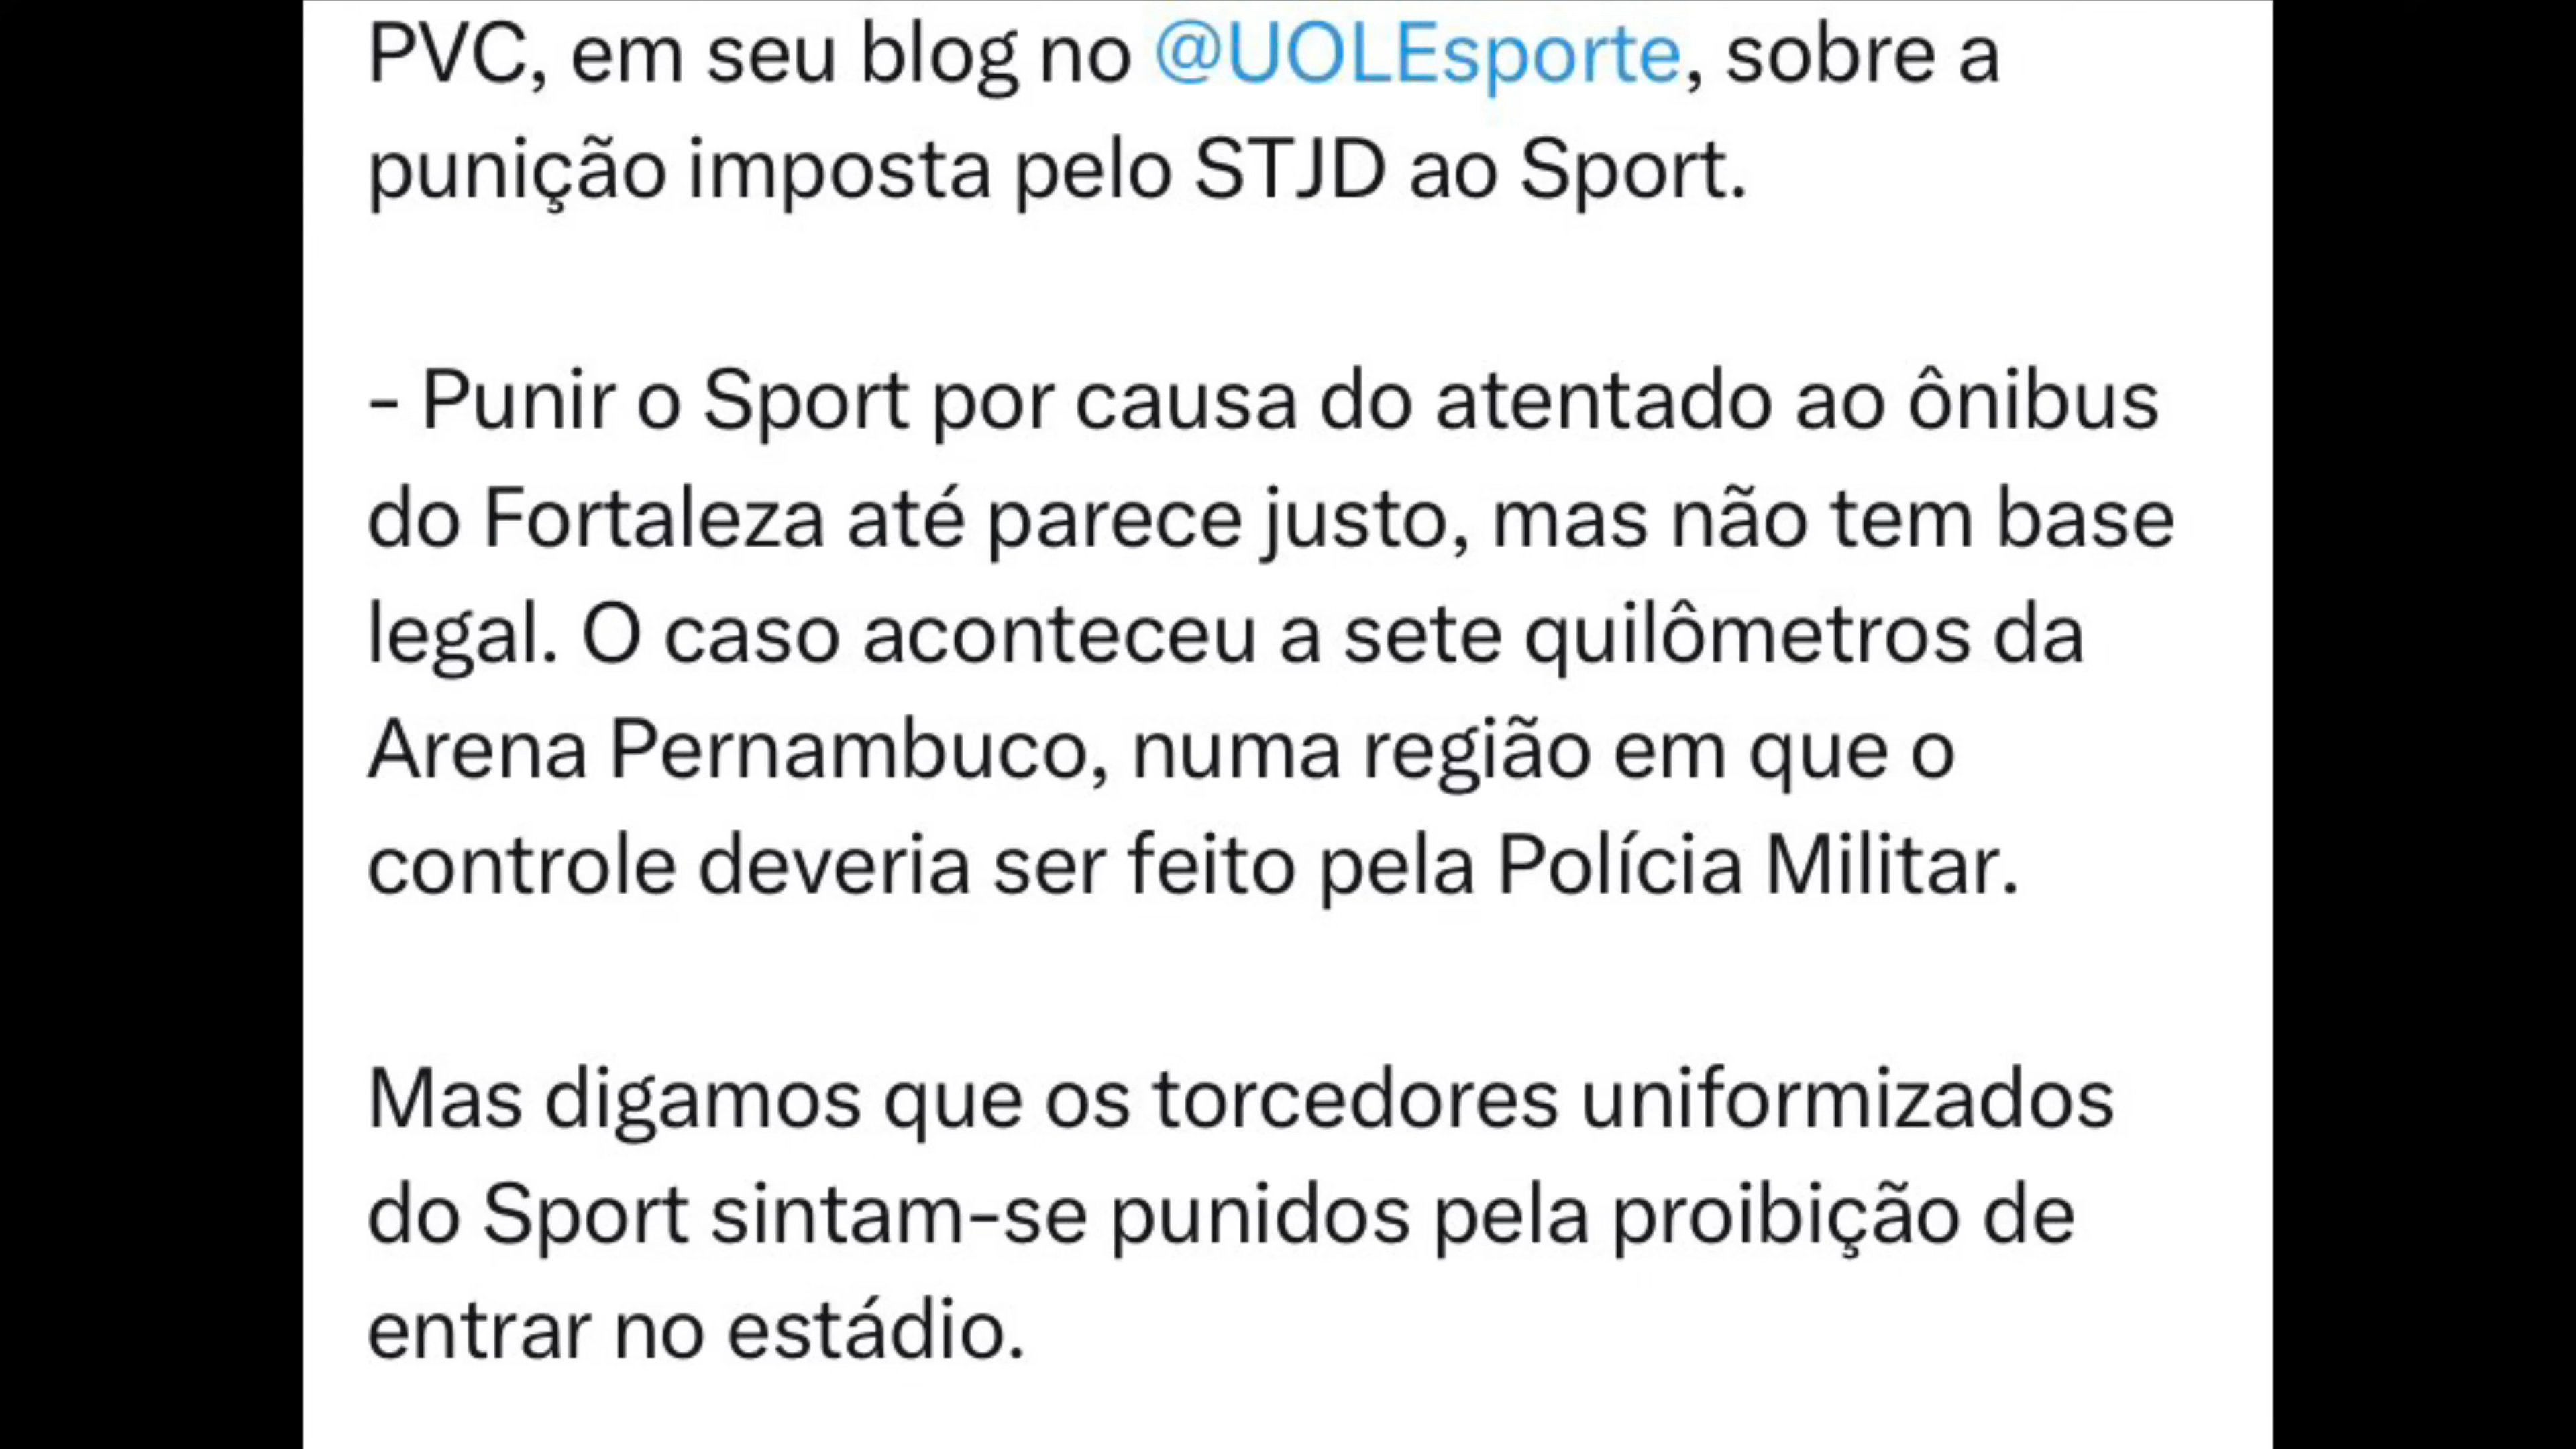 PVC, em seu blog no @UOLEsporte, sobre a
punição imposta pelo STJD ao Sport.
- Punir o Sport por causa do atentado ao ônibus
do Fortaleza até parece justo, mas não tem base
legal. O caso aconteceu a sete quilômetros da
Arena Pernambuco, numa região em que o
controle deveria ser feito pela Polícia Militar.
Mas digamos que os torcedores uniformizados
do Sport sintam-se punidos pela proibição de
entrar no estádio.